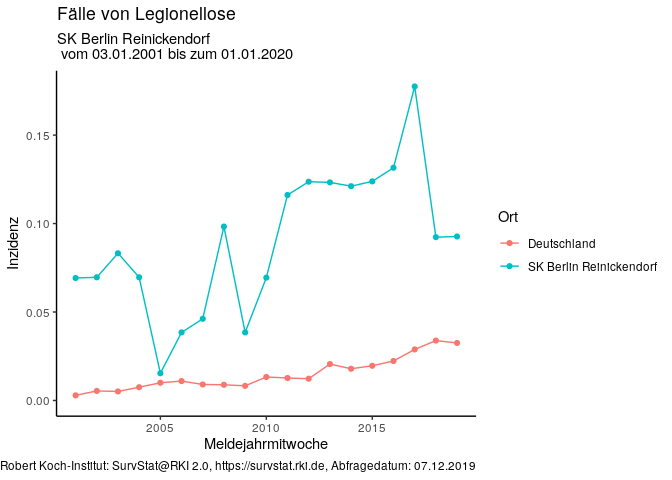 Fälle von Legionellose
SK Berlin Reinickendorf
vom 03.01.2001 bis zum 01.01.2020
0.15
0.10
0.05
0.00
Inzidenz
2005
2010
2015
Meldejahrmitwoche
Ort
Deutschland
SK Berlin Reinickendorf
Robert Koch-Institut: SurvStat@RKI 2.0, https://survstat.rki.de, Abfragedatum: 07.12.2019